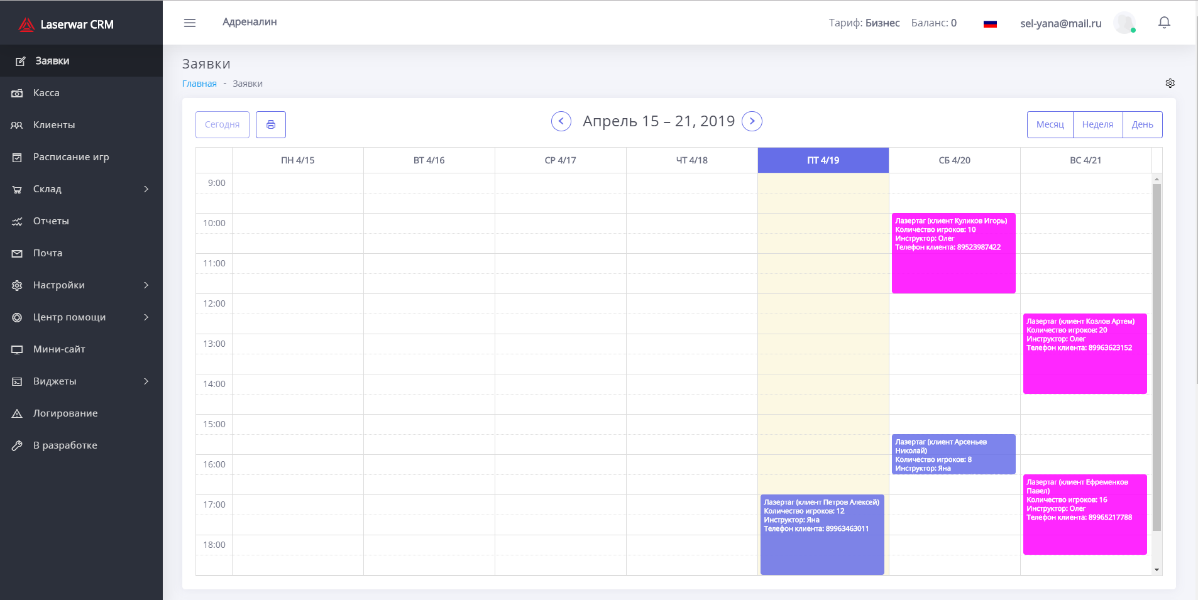 Laserwar CRM
Адреналин
Тариф: Бизнес Баланс: 0
sel-yana@mail.ru
Заявки
Касса
Клиенты
Расписание игр
Склад
Отчеты
Почта
Настройки
Центр помощи
Мини-сайт
Виджеты
Логирование
В разработке
Заявки
Главная - Заявки
Сегодня
Апрель 15 – 21, 2019
Месяц Неделя День
ПН 4/15 ВТ 4/16 СР 4/17 ЧТ 4/18 ПТ 4/19 СБ 4/20 ВС 4/21
9:00
10:00
Лазертаг (клиент Куликов Игорь)
Количество игроков: 10
Инструктор: Олег
Телефон клиента: 89523987422
11:00
12:00
Лазертаг (клиент Козлов Артем)
Количество игроков: 20
Инструктор: Олег
Телефон клиента: 89963623152
13:00
14:00
15:00
Лазертаг (клиент Арсеньев
Николай)
Количество игроков: 8
Инструктор: Яна
16:00
Лазертаг (клиент Ефременков
Павел)
Количество игроков: 16
Инструктор: Олег
Телефон клиента: 89965217788
17:00
Лазертаг (клиент Петров Алексей)
Количество игроков: 12
Инструктор: Яна
Телефон клиента: 89963463011
18:00